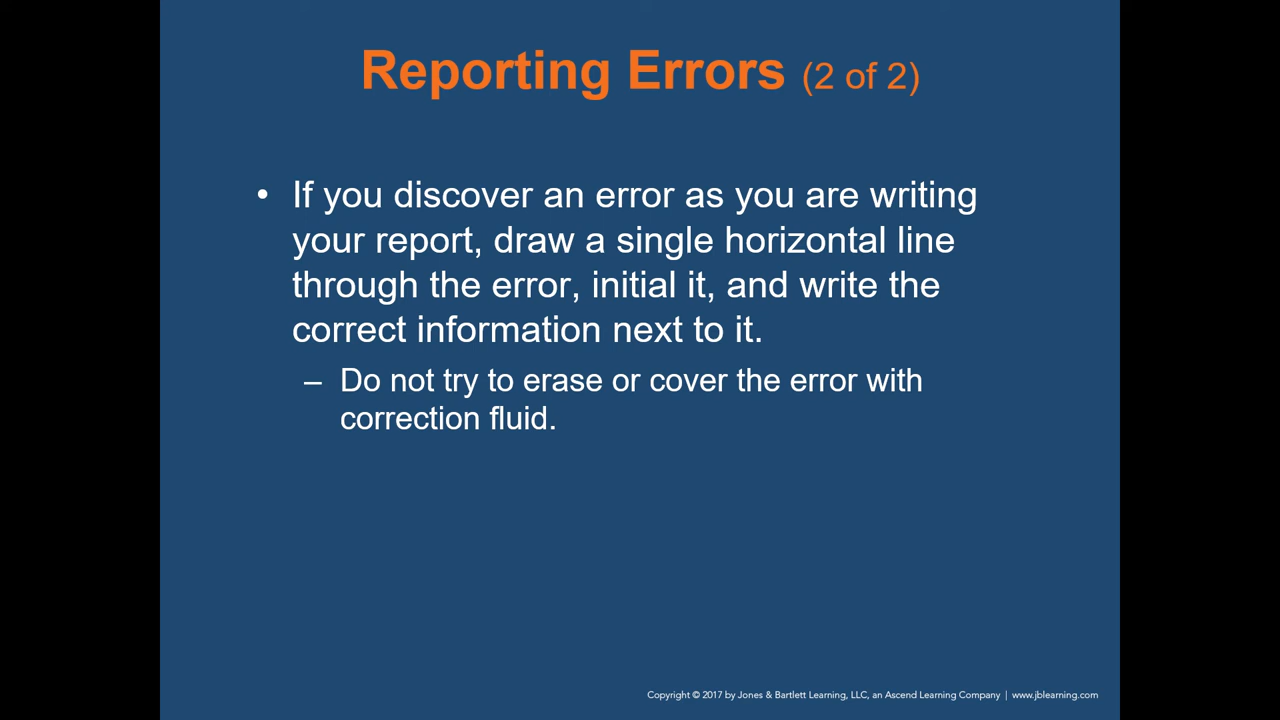 Reporting Errors (2 of 2)
• If you discover an error as you are writing
your report, draw a single horizontal line
through the error, initial it, and write the
correct information next to it.
– Do not try to erase or cover the error with
correction fluid.
Copyright © 2017 by Jones & Bartlett Learning, LLC, an Ascend Learning Company | www.jblearning.com